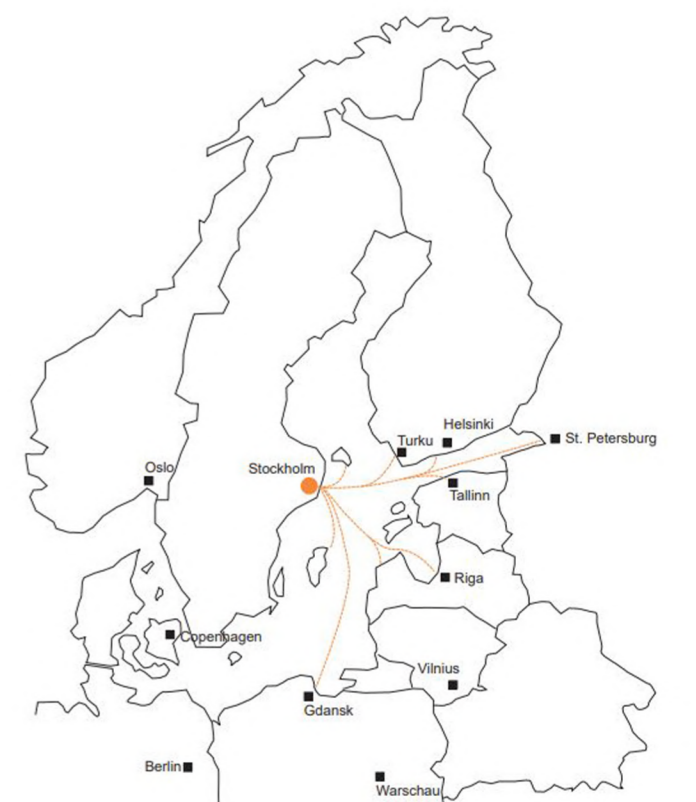 Helsinki
Turku
St. Petersburg
Oslo
Stockholm
Tallinn
Riga
Copenhagen
Vilnius
Gdansk
Berlin
Warschau